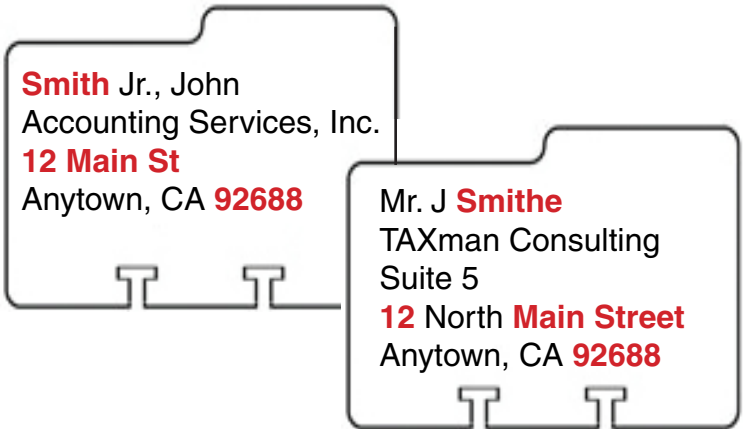 Smith Jr., John
Accounting Services, Inc.
12 Main St
Anytown, CA 92688
Mr. J Smithe
TAXman Consulting
Suite 5
12 North Main Street
Anytown, CA 92688